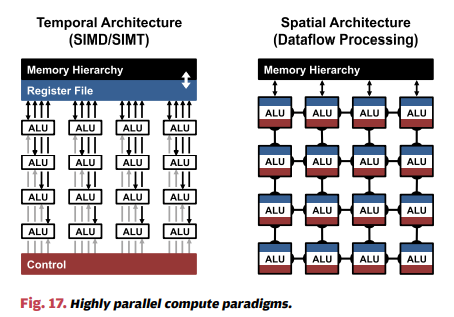 Temporal Architecture
(SIMD/SIMT)
Memory Hierarchy
Register File
ALU ALU ALU ALU
ALU ALU ALU ALU
ALU ALU ALU ALU
ALU ALU ALU ALU
Control
Spatial Architecture
(Dataflow Processing)
Memory Hierarchy
ALU ALU ALU ALU
ALU ALU ALU ALU
ALU ALU ALU ALU
ALU ALU ALU ALU
Fig. 17. Highly parallel compute paradigms.